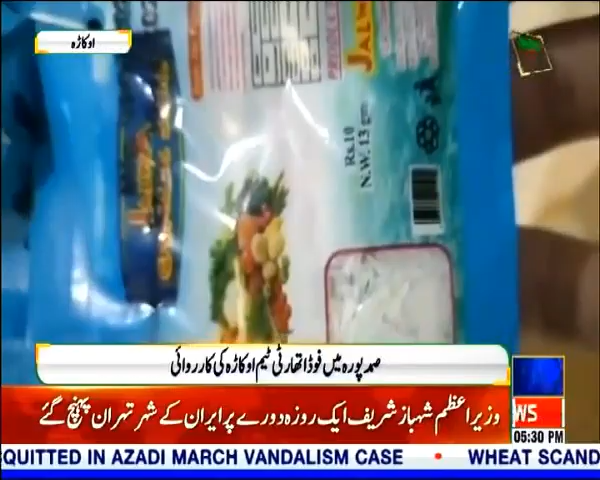 اوکاڑہ
JAL
Rs.10
N.W. 13 gm
صمد پورہ میں فوڈ اتھارٹی ٹیم اوکاڑہ کی کارروائی
وزیراعظم شہباز شریف ایک روزہ دورے پر ایران کے شہر تہران پہنچ گئے
WS
05:30 PM
QUITTED IN AZADI MARCH VANDALISM CASE • WHEAT SCAND